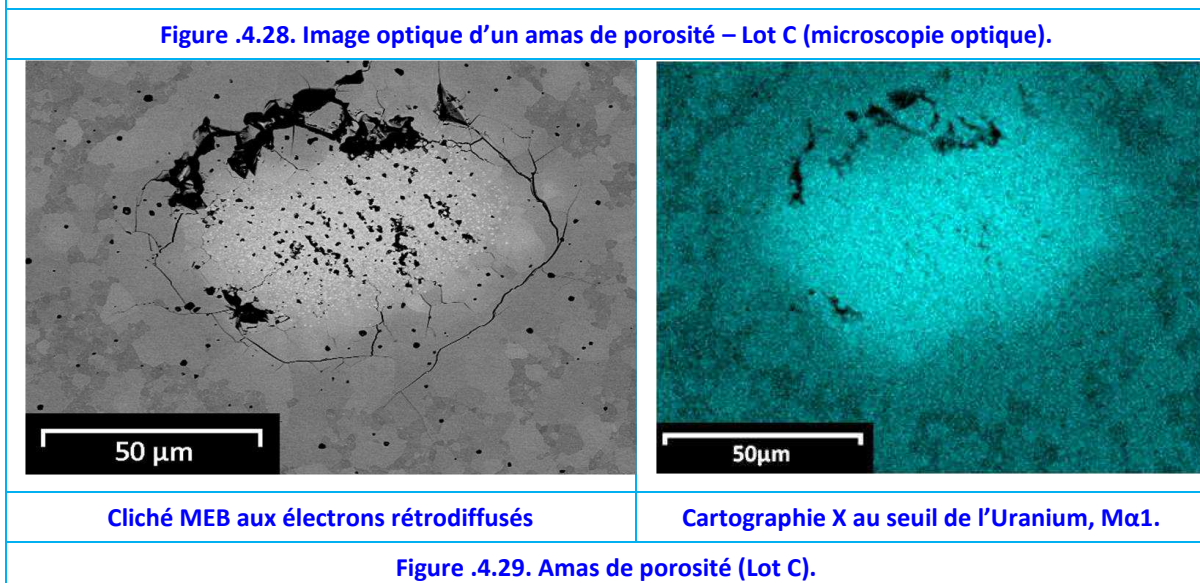 Figure .4.28. Image optique d’un amas de porosité – Lot C (microscopie optique).
50 µm
50µm
Cliché MEB aux électrons rétrodiffusés
Cartographie X au seuil de l’Uranium, Mα1.
Figure .4.29. Amas de porosité (Lot C).